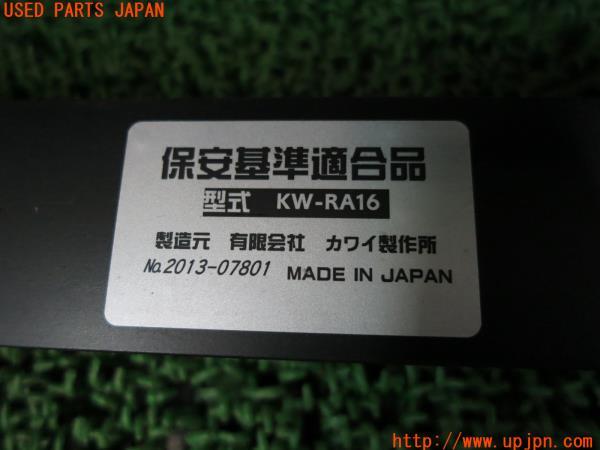 USED PARTS JAPAN
保安基準適合品
型式 KW-RA16
製造元 有限会社 カワイ製作所
No.2013-07801 MADE IN JAPAN
http://www.upjpn.com/